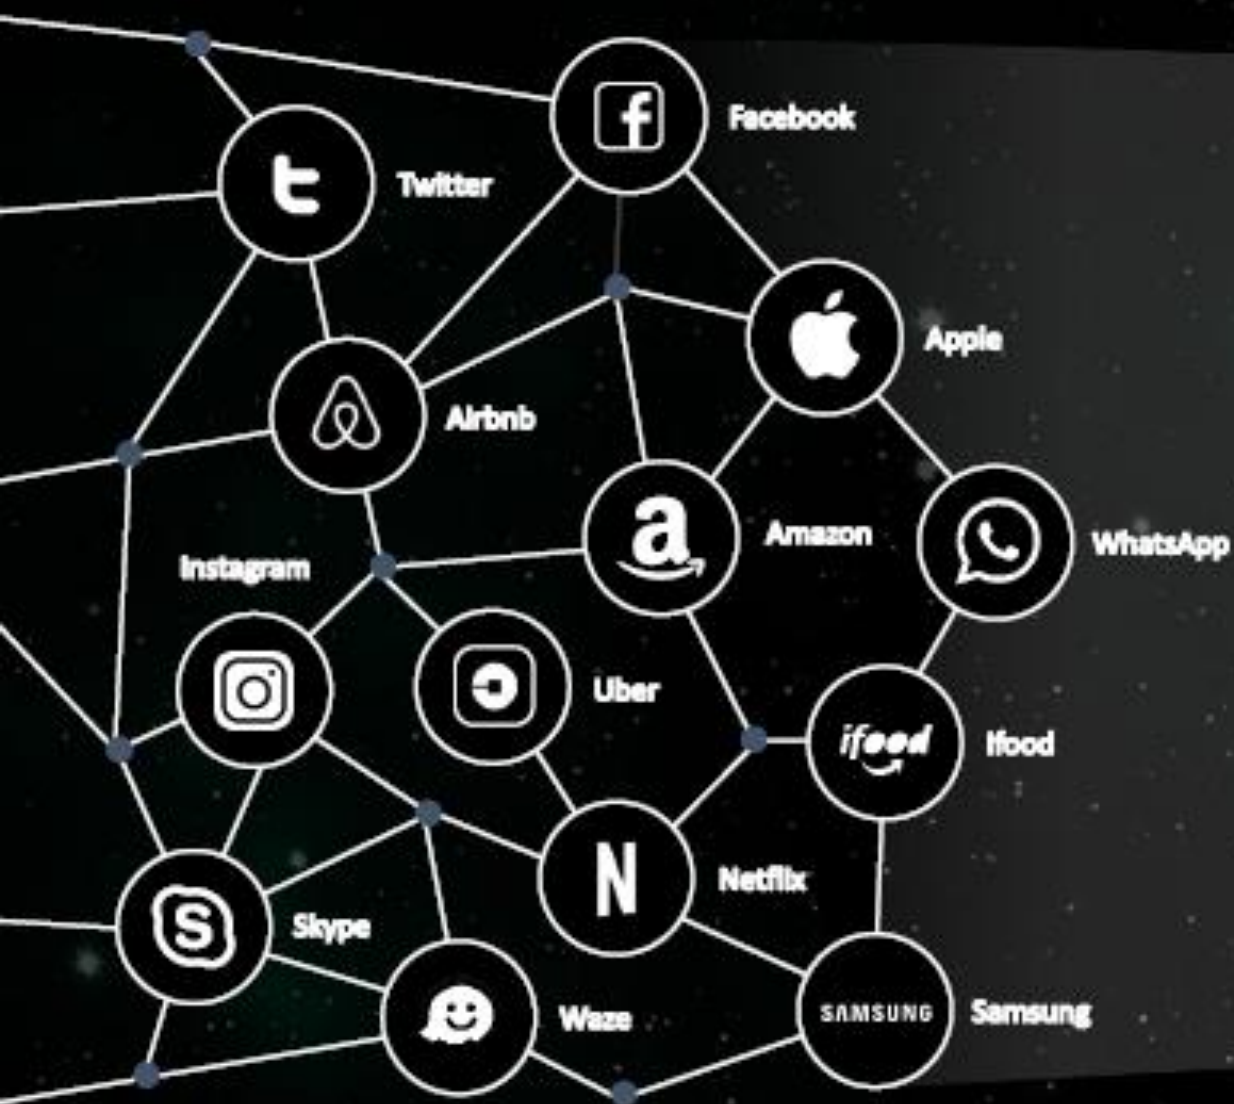 Facebook
Twitter
Apple
Airbnb
Amazon
WhatsApp
Instagram
Uber
ifood
Ifood
Netflix
Skype
SAMSUNG
Samsung
Waze